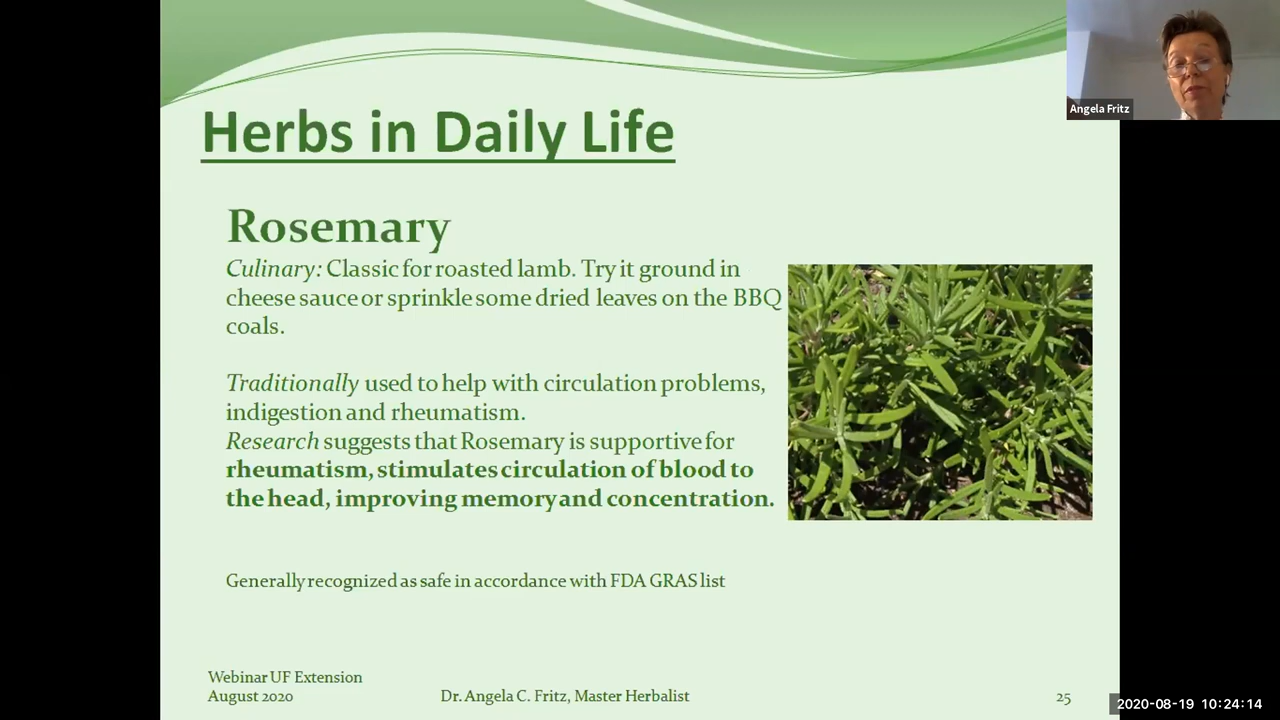 Angela Fritz
Herbs in Daily Life
Rosemary
Culinary: Classic for roasted lamb. Try it ground in
cheese sauce or sprinkle some dried leaves on the BBQ
coals.
Traditionally used to help with circulation problems,
indigestion and rheumatism.
Research suggests that Rosemary is supportive for
rheumatism, stimulates circulation of blood to
the head, improving memory and concentration.
Generally recognized as safe in accordance with FDA GRAS list
Webinar UF Extension
August 2020
Dr. Angela C. Fritz, Master Herbalist
25
2020-08-19 10:24:14